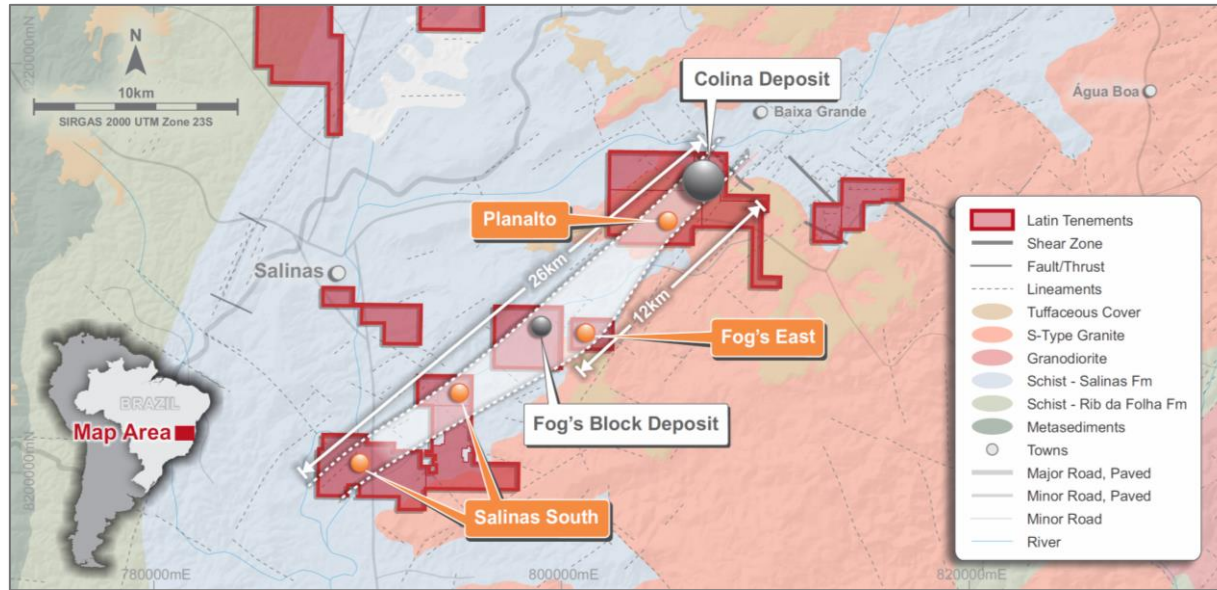 N
10km
SIRGAS 2000 UTM Zone 23S
8220000mN
8200000mN
780000mE
800000mE
820000mE
Colina Deposit
Baixa Grande
Água Boa
Planalto
Salinas
26km
12km
Fog's East
Fog's Block Deposit
Salinas South
BRAZIL
Map Area
Latin Tenements
Shear Zone
Fault/Thrust
Lineaments
Tuffaceous Cover
S-Type Granite
Granodiorite
Schist - Salinas Fm
Schist - Rib da Folha Fm
Metasediments
Towns
Major Road, Paved
Minor Road, Paved
Minor Road
River